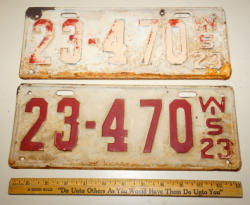 23-470 WS 23
23-470 WS 23
"Do Unto Others As You Would Have Them Do Unto You"